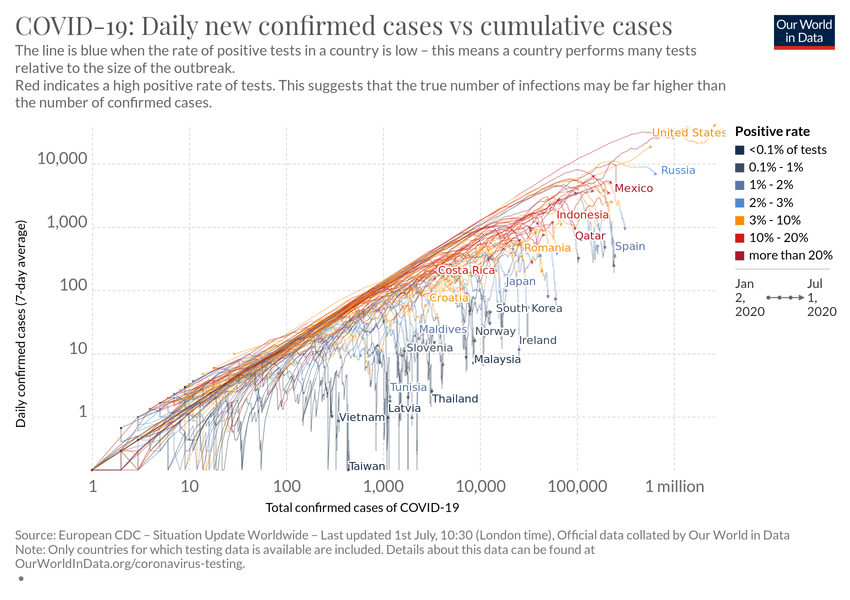 COVID-19: Daily new confirmed cases vs cumulative cases
Our World
in Data
The line is blue when the rate of positive tests in a country is low – this means a country performs many tests
relative to the size of the outbreak.
Red indicates a high positive rate of tests. This suggests that the true number of infections may be far higher than
the number of confirmed cases.
Daily confirmed cases (7-day average)
10,000
1,000
100
10
1
United States
Russia
Mexico
Indonesia
Qatar
Spain
Romania
Costa Rica
Japan
Croatia
South Korea
Maldives
Norway
Ireland
Slovenia
Malaysia
Tunisia
Thailand
Latvia
Vietnam
Taiwan
1
10
100
1,000
10,000
100,000
1 million
Total confirmed cases of COVID-19
Positive rate
<0.1% of tests
0.1% - 1%
1% - 2%
2% - 3%
3% - 10%
10% - 20%
more than 20%
Jan
2,
2020
Jul
1,
2020
Source: European CDC – Situation Update Worldwide – Last updated 1st July, 10:30 (London time), Official data collated by Our World in Data
Note: Only countries for which testing data is available are included. Details about this data can be found at
OurWorldInData.org/coronavirus-testing.